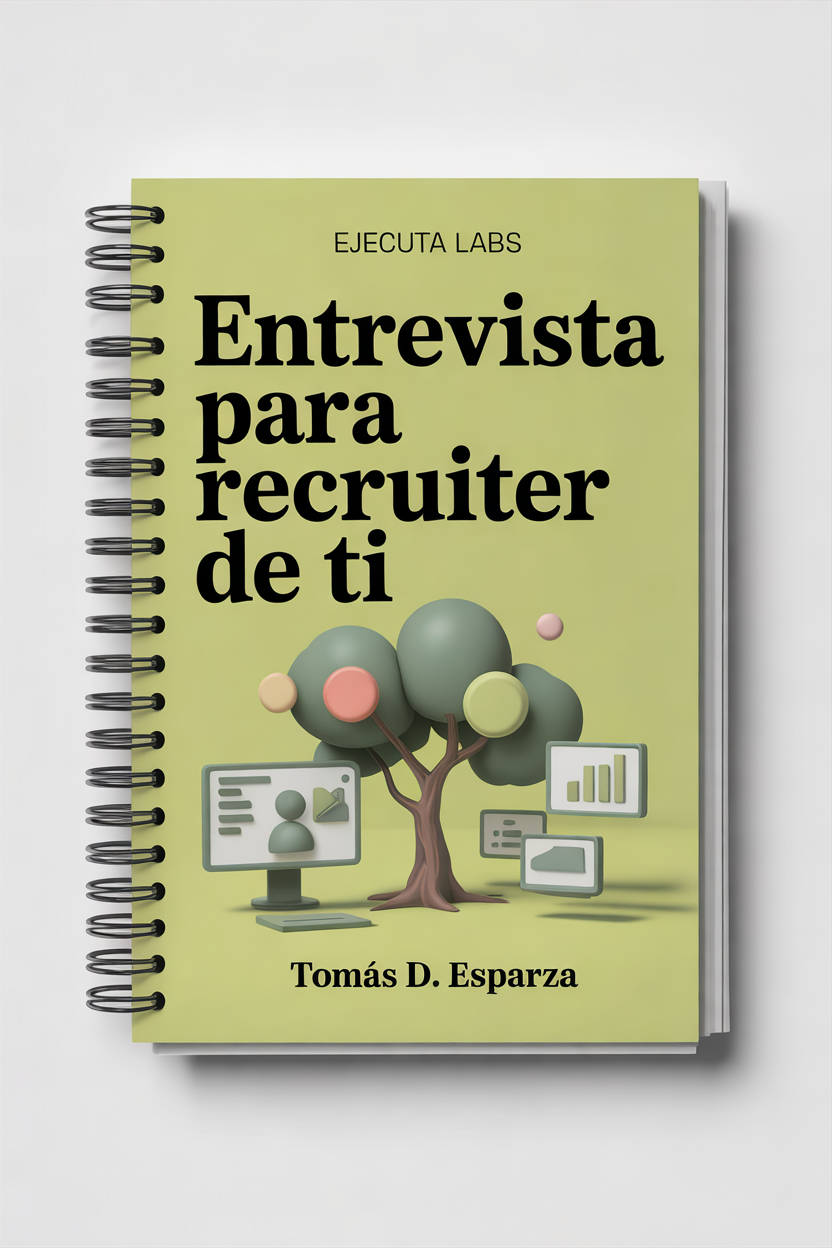 EJECUTA LABS
Entrevista
para
recruiter
de ti
Tomás D. Esparza